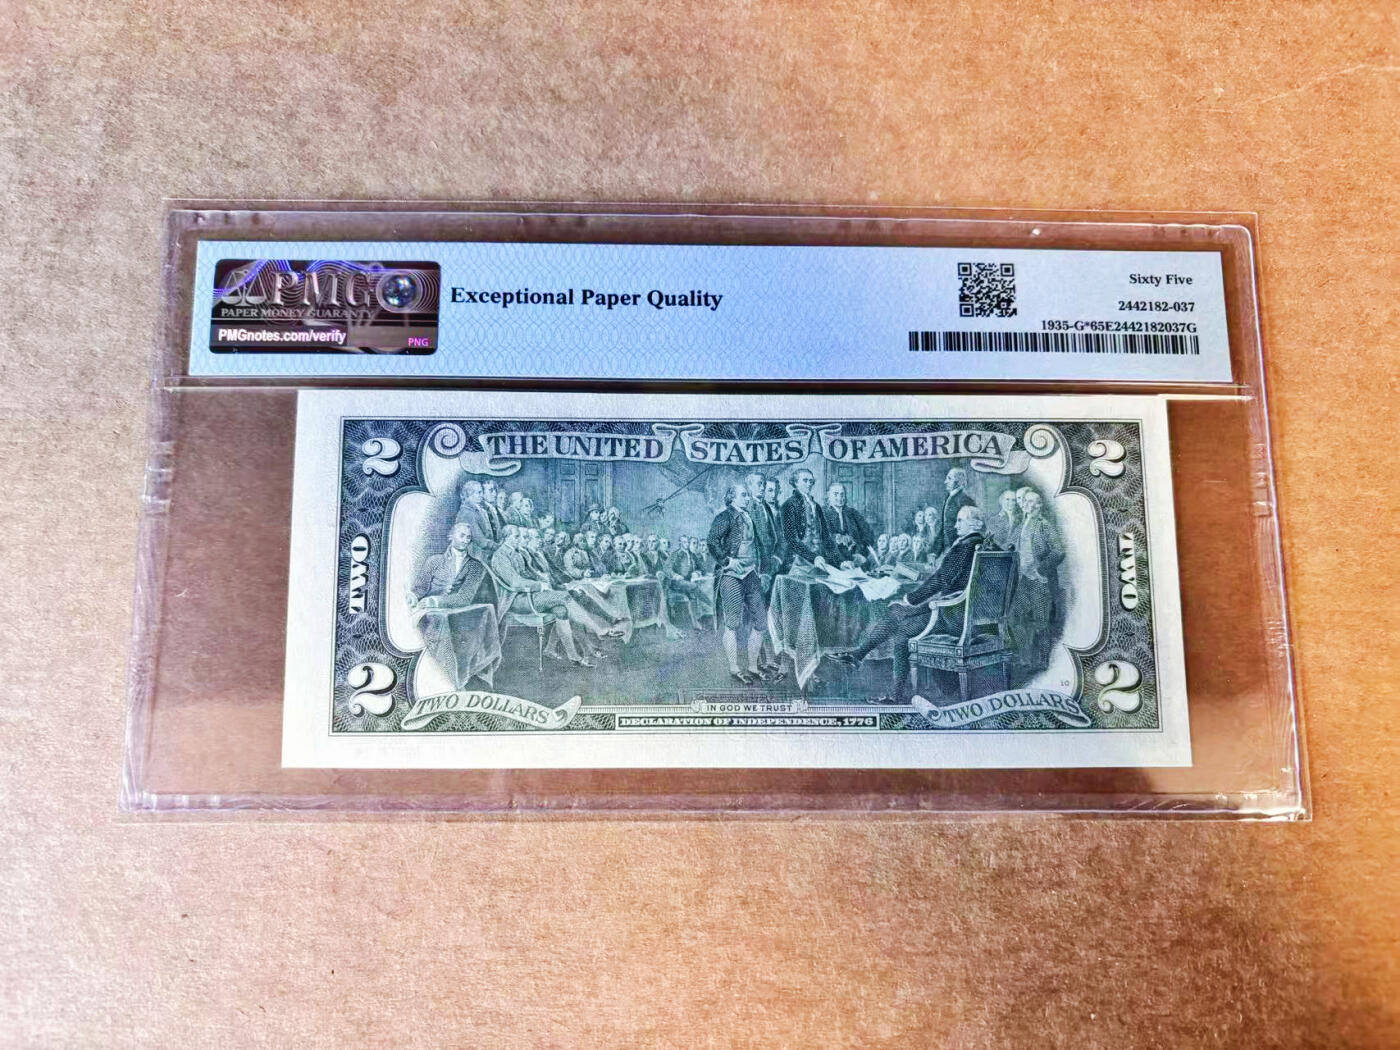 PMG
PAPER MONEY GUARANTY
PMGnotes.com/verify
PNG
Exceptional Paper Quality
Sixty Five
2442182-037
1935-G*65E2442182037G
2
THE UNITED STATES OF AMERICA
2
TWO
TWO
2
TWO DOLLARS
IN GOD WE TRUST
DECLARATION OF INDEPENDENCE, 1776
TWO DOLLARS
10
2